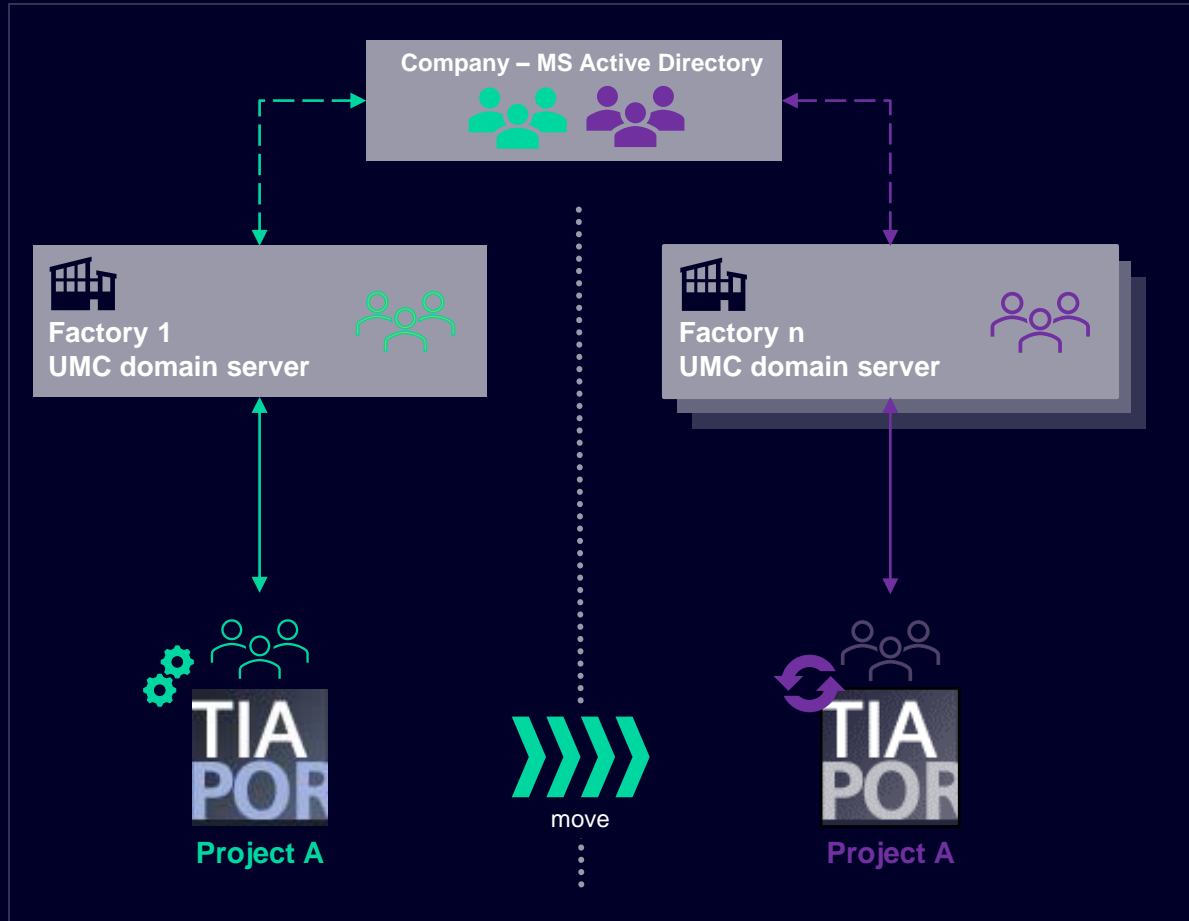 Company – MS Active Directory
Factory 1
UMC domain server
Factory n
UMC domain server
TIA
POR
TIA
POR
move
Project A
Project A